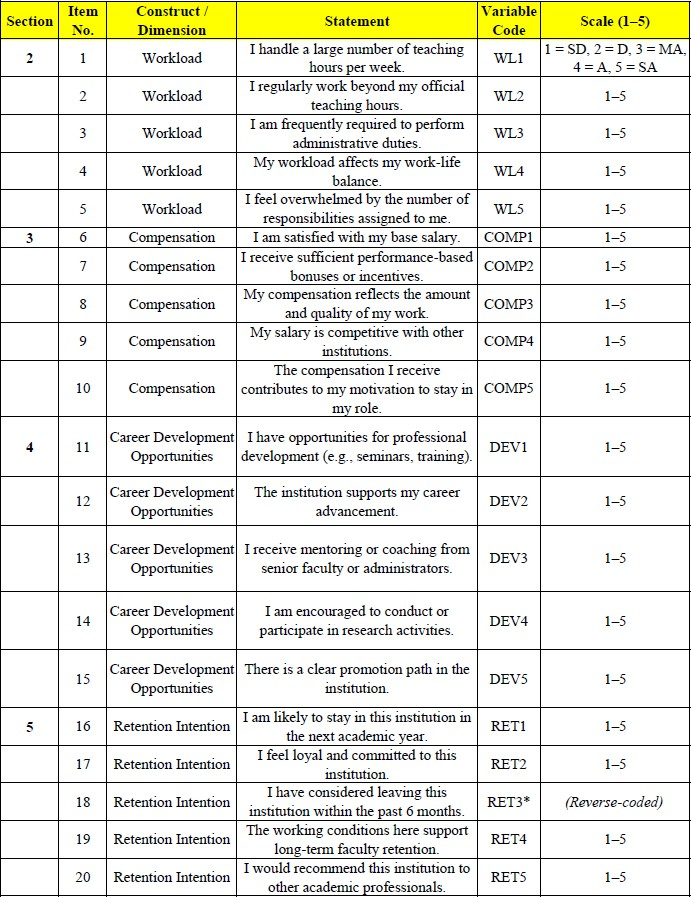 Section Item No. Construct / Dimension Statement Variable Code Scale (1–5)
2 1 Workload I handle a large number of teaching hours per week. WL1 1 = SD, 2 = D, 3 = MA, 4 = A, 5 = SA
2 Workload I regularly work beyond my official teaching hours. WL2 1–5
3 Workload I am frequently required to perform administrative duties. WL3 1–5
4 Workload My workload affects my work-life balance. WL4 1–5
5 Workload I feel overwhelmed by the number of responsibilities assigned to me. WL5 1–5
3 6 Compensation I am satisfied with my base salary. COMP1 1–5
7 Compensation I receive sufficient performance-based bonuses or incentives. COMP2 1–5
8 Compensation My compensation reflects the amount and quality of my work. COMP3 1–5
9 Compensation My salary is competitive with other institutions. COMP4 1–5
10 Compensation The compensation I receive contributes to my motivation to stay in my role. COMP5 1–5
4 11 Career Development Opportunities I have opportunities for professional development (e.g., seminars, training). DEV1 1–5
12 Career Development Opportunities The institution supports my career advancement. DEV2 1–5
13 Career Development Opportunities I receive mentoring or coaching from senior faculty or administrators. DEV3 1–5
14 Career Development Opportunities I am encouraged to conduct or participate in research activities. DEV4 1–5
15 Career Development Opportunities There is a clear promotion path in the institution. DEV5 1–5
5 16 Retention Intention I am likely to stay in this institution in the next academic year. RET1 1–5
17 Retention Intention I feel loyal and committed to this institution. RET2 1–5
18 Retention Intention I have considered leaving this institution within the past 6 months. RET3* (Reverse-coded)
19 Retention Intention The working conditions here support long-term faculty retention. RET4 1–5
20 Retention Intention I would recommend this institution to other academic professionals. RET5 1–5